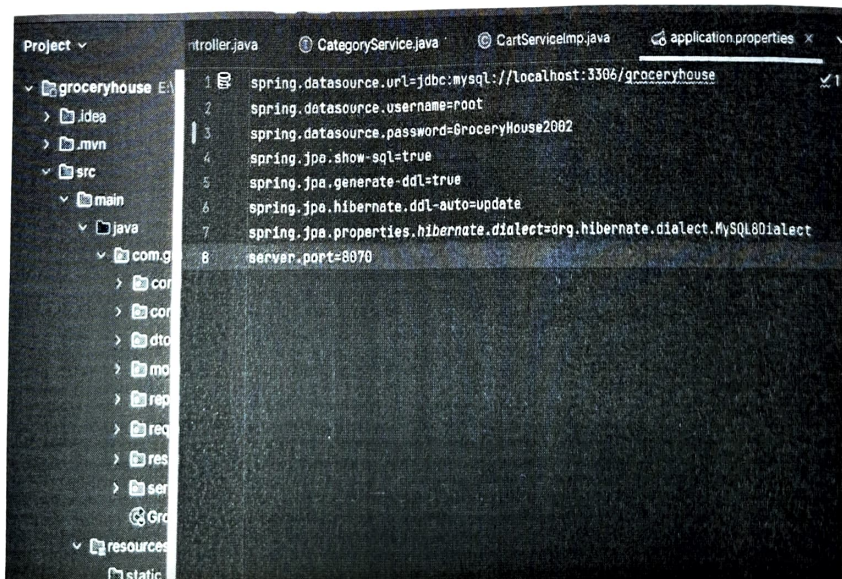 Project
ntroller.java
CategoryService.java
CartServiceImp.java
application.properties
groceryhouse E:\
.idea
.mvn
src
main
java
com.g
cor
cor
dto
mo
rep
req
res
ser
Gro
resources
static
1 spring.datasource.url=jdbc:mysql://localhost:3306/groceryhouse
2 spring.datasource.username=root
3 spring.datasource.password=GroceryHouse2002
4 spring.jpa.show-sql=true
5 spring.jpa.generate-ddl=true
6 spring.jpa.hibernate.ddl-auto=update
7 spring.jpa.properties.hibernate.dialect=org.hibernate.dialect.MySQL8Dialect
8 server.port=8070
1